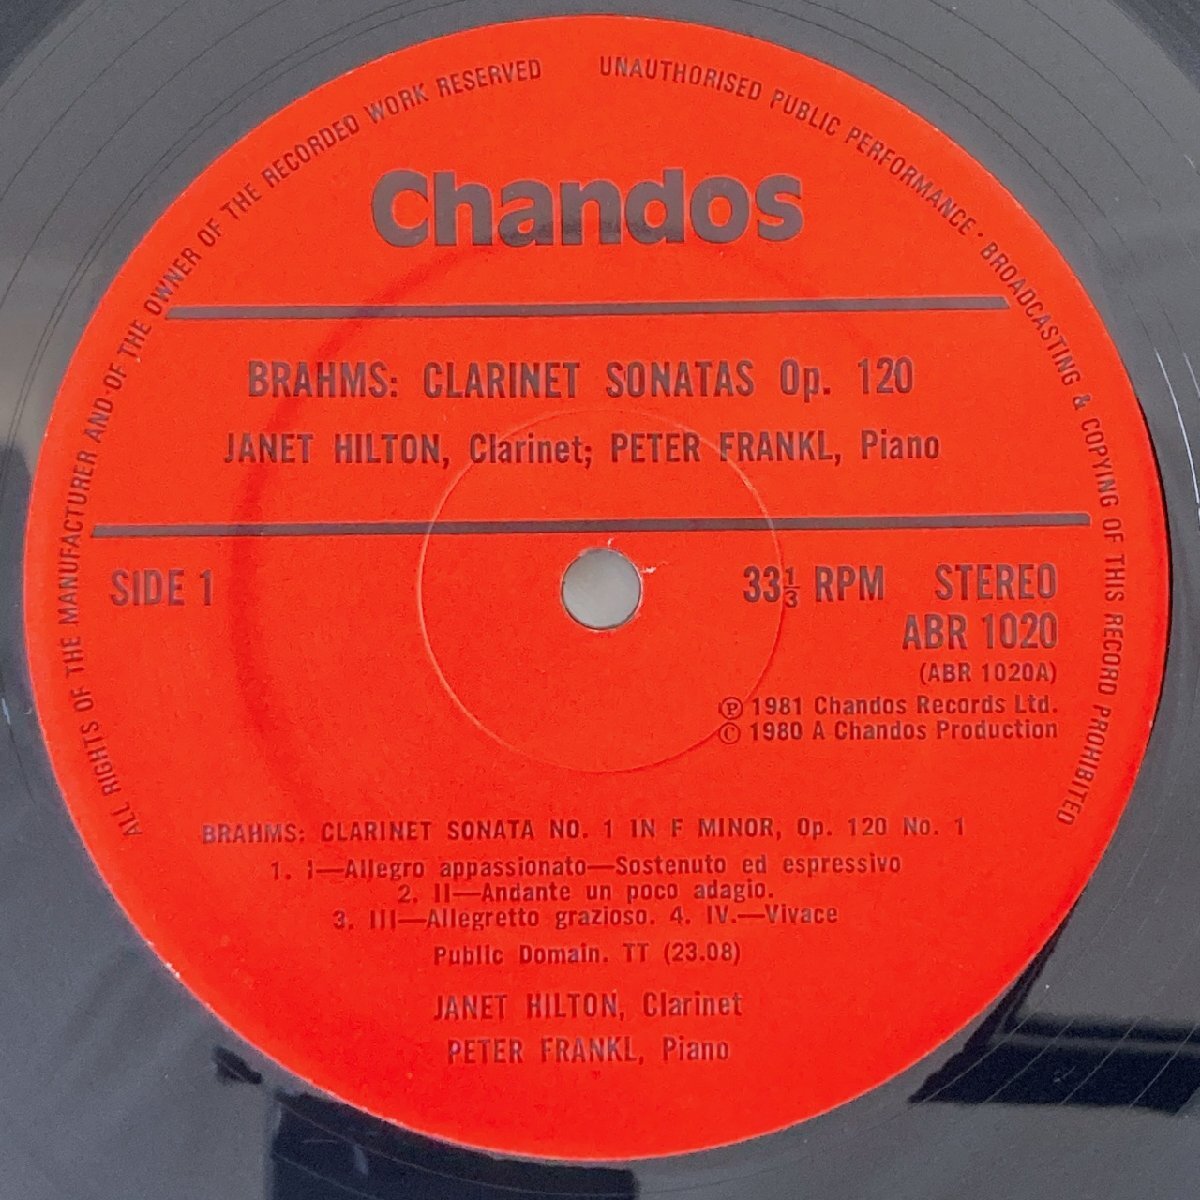 ALL RIGHTS OF THE MANUFACTURER AND OF THE OWNER OF THE RECORDED WORK RESERVED
UNAUTHORISED PUBLIC PERFORMANCE · BROADCASTING & COPYING OF THIS RECORD PROHIBITED
Chandos
BRAHMS: CLARINET SONATAS Op. 120
JANET HILTON, Clarinet; PETER FRANKL, Piano
SIDE 1
33⅓ RPM STEREO
ABR 1020
(ABR 1020A)
Ⓟ 1981 Chandos Records Ltd.
© 1980 A Chandos Production
BRAHMS: CLARINET SONATA NO. 1 IN F MINOR, Op. 120 No. 1
1. I—Allegro appassionato—Sostenuto ed espressivo
2. II—Andante un poco adagio.
3. III—Allegretto grazioso. 4. IV.—Vivace
Public Domain. TT (23.08)
JANET HILTON, Clarinet
PETER FRANKL, Piano